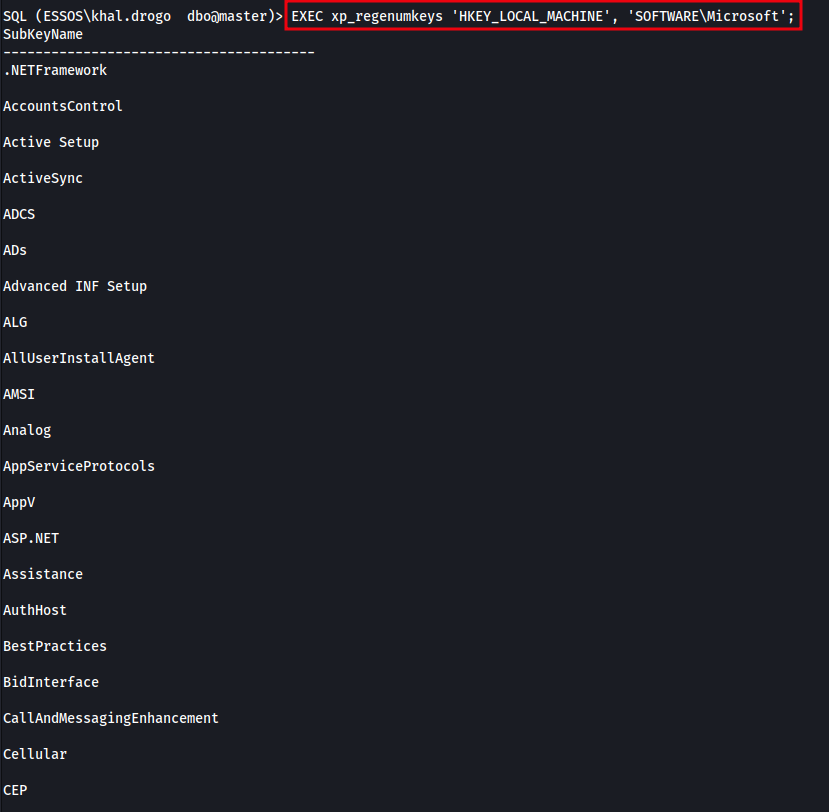 SQL (ESSOS\khal.drogo  dbo@master)> EXEC xp_regenumkeys 'HKEY_LOCAL_MACHINE', 'SOFTWARE\Microsoft';
SubKeyName
---------------------------------------
.NETFramework
AccountsControl
Active Setup
ActiveSync
ADCS
ADs
Advanced INF Setup
ALG
AllUserInstallAgent
AMSI
Analog
AppServiceProtocols
AppV
ASP.NET
Assistance
AuthHost
BestPractices
BidInterface
CallAndMessagingEnhancement
Cellular
CEP